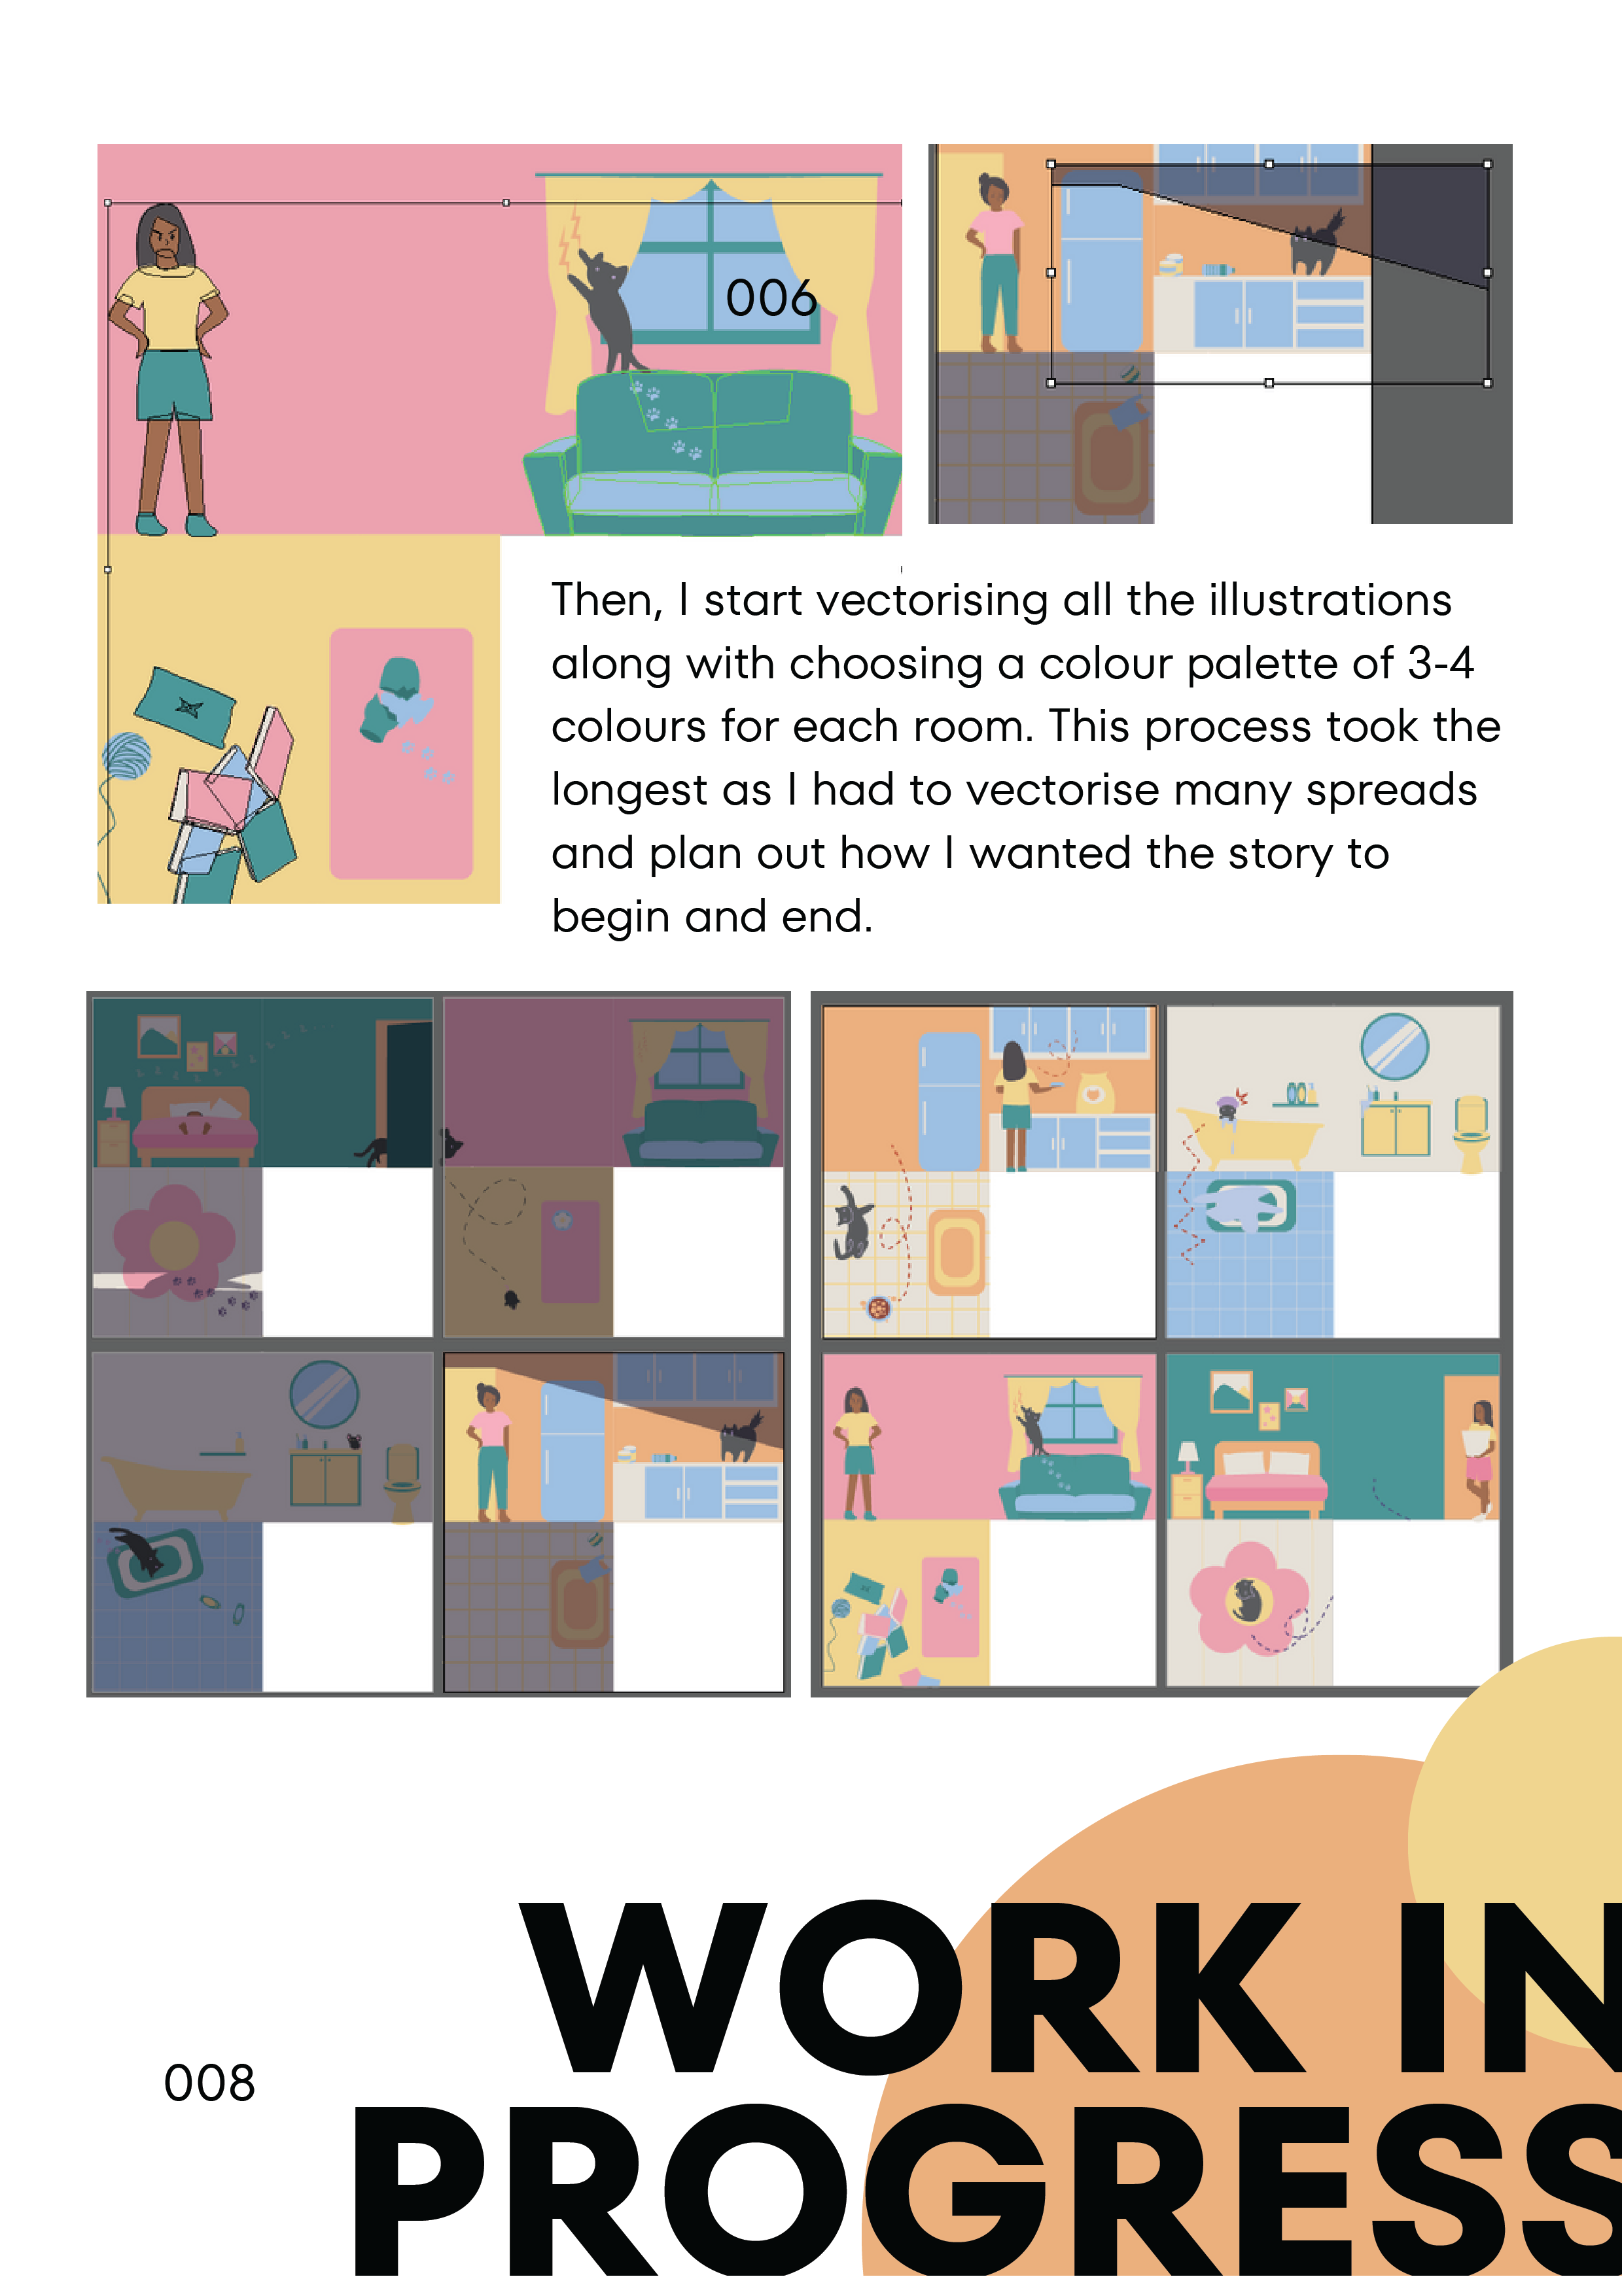 006
Then, I start vectorising all the illustrations
along with choosing a colour palette of 3-4
colours for each room. This process took the
longest as I had to vectorise many spreads
and plan out how I wanted the story to
begin and end.
WORK IN
008
PROGRESS